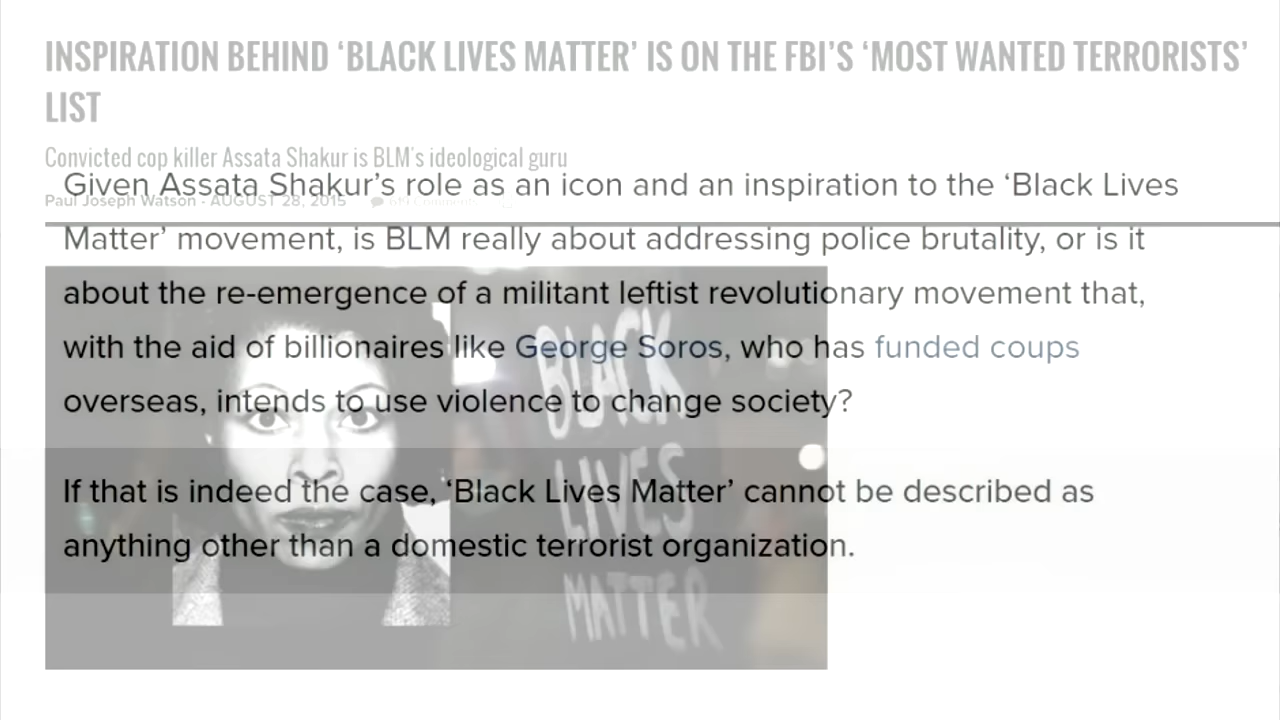 INSPIRATION BEHIND ‘BLACK LIVES MATTER’ IS ON THE FBI’S ‘MOST WANTED TERRORISTS’
LIST
Convicted cop killer Assata Shakur is BLM's ideological guru
Given Assata Shakur’s role as an icon and an inspiration to the ‘Black Lives
Paul Joseph Watson - AUGUST 28, 2015 Comments
Matter’ movement, is BLM really about addressing police brutality, or is it
about the re-emergence of a militant leftist revolutionary movement that,
with the aid of billionaires like George Soros, who has funded coups
overseas, intends to use violence to change society?
If that is indeed the case, ‘Black Lives Matter’ cannot be described as
anything other than a domestic terrorist organization.
BLACK
LIVES
MATTER